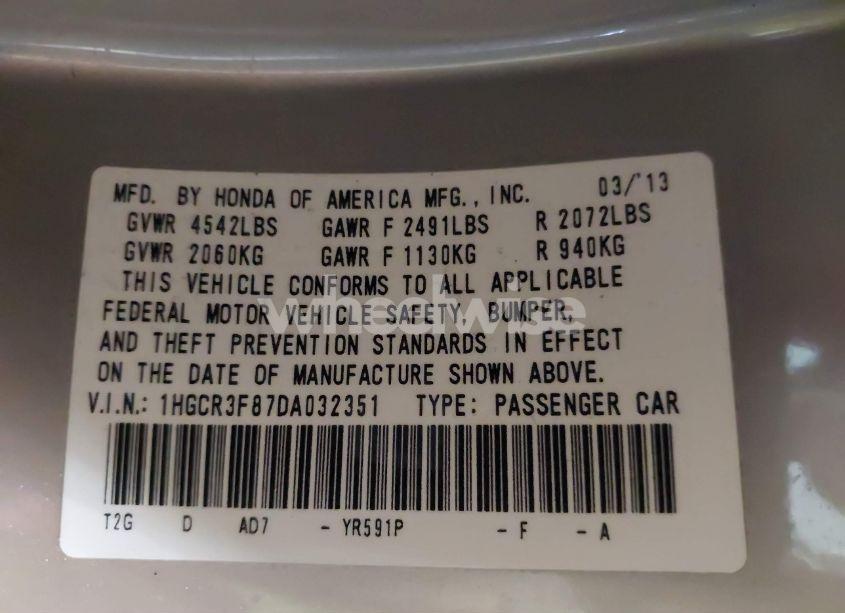 MFD. BY HONDA OF AMERICA MFG., INC. 03/'13
GVWR 4542LBS GAWR F 2491LBS R 2072LBS
GVWR 2060KG GAWR F 1130KG R 940KG
THIS VEHICLE CONFORMS TO ALL APPLICABLE
FEDERAL MOTOR VEHICLE SAFETY, BUMPER,
AND THEFT PREVENTION STANDARDS IN EFFECT
ON THE DATE OF MANUFACTURE SHOWN ABOVE.
V.I.N.: 1HGCR3F87DA032351 TYPE: PASSENGER CAR
T2G D AD7 - YR591P - F - A
wheelwise